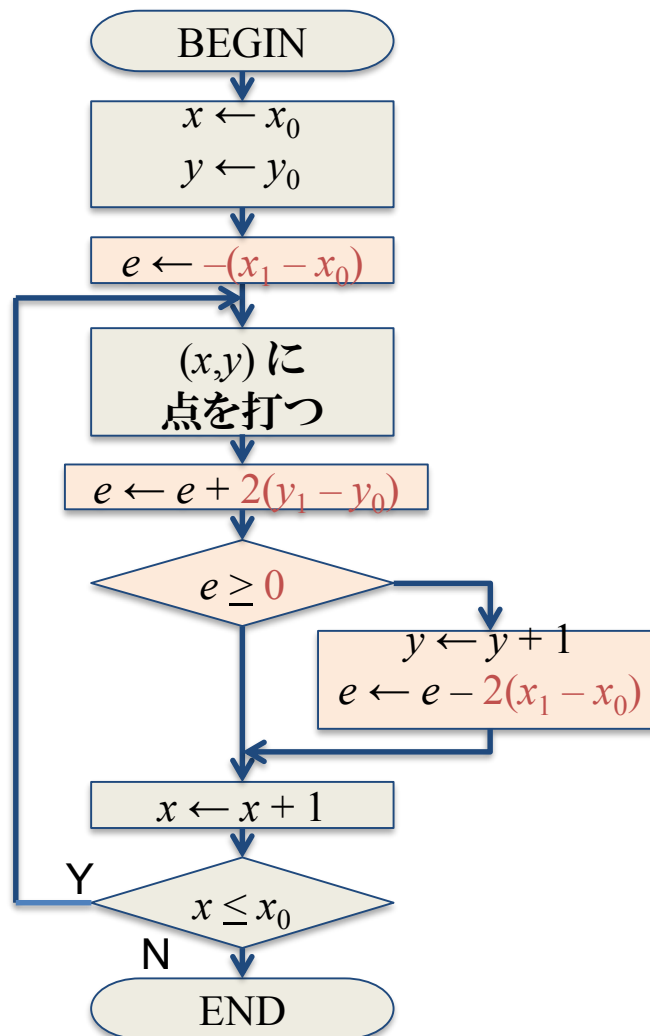 BEGIN
x ← x₀
y ← y₀
e ← –(x₁ – x₀)
(x,y) に
点を打つ
e ← e + 2(y₁ – y₀)
e ≥ 0
y ← y + 1
e ← e – 2(x₁ – x₀)
x ← x + 1
Y
x ≤ x₀
N
END